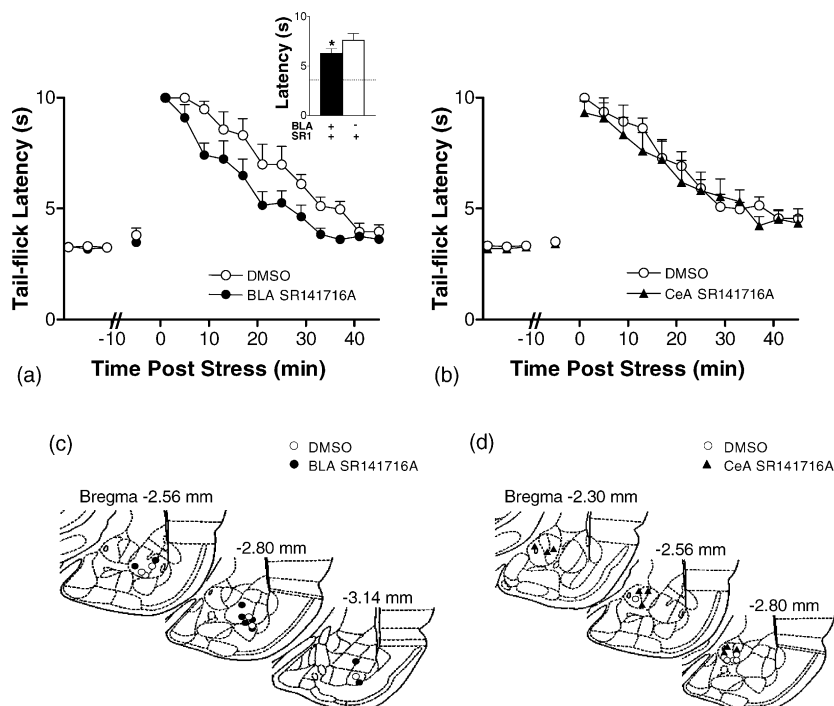 Latency (s)
10
5
0
*
BLA + -
SR1 + +
Tail-flick Latency (s)
10
5
0
DMSO
BLA SR141716A
-10 0 10 20 30 40
Time Post Stress (min)
(a)
Tail-flick Latency (s)
10
5
0
DMSO
CeA SR141716A
-10 0 10 20 30 40
Time Post Stress (min)
(b)
(c)
DMSO
BLA SR141716A
Bregma -2.56 mm
-2.80 mm
-3.14 mm
(d)
DMSO
CeA SR141716A
Bregma -2.30 mm
-2.56 mm
-2.80 mm